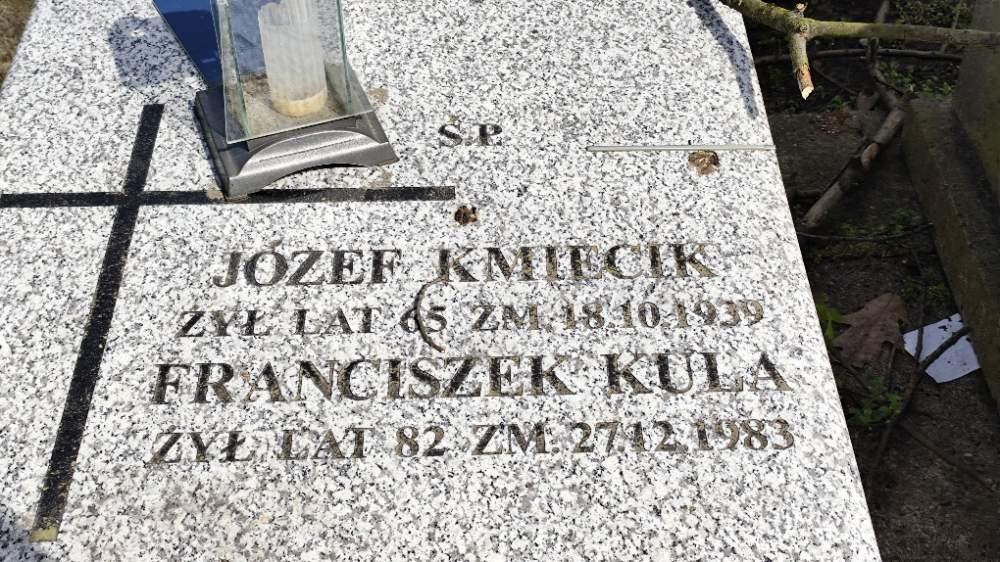 Ś.P.
JÓZEF KMIECIK
ŻYŁ LAT 65 ZM. 18.10.1939
FRANCISZEK KULA
ŻYŁ LAT 82 ZM. 27.12.1983